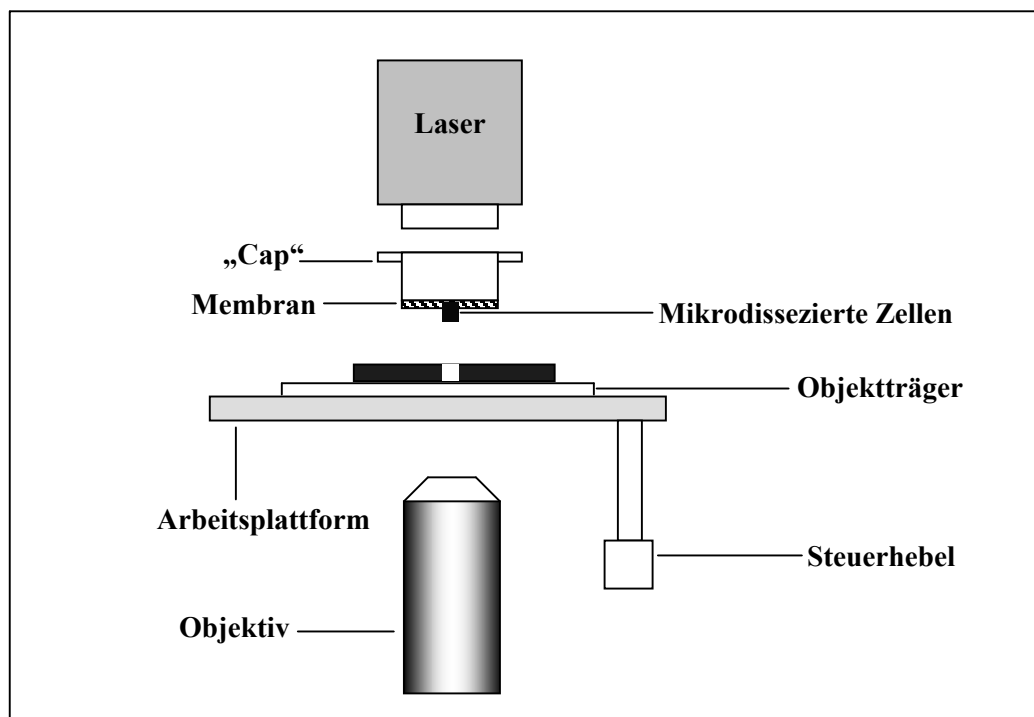 Laser
„Cap“
Membran
Mikrodissezierte Zellen
Objektträger
Arbeitsplattform
Steuerhebel
Objektiv